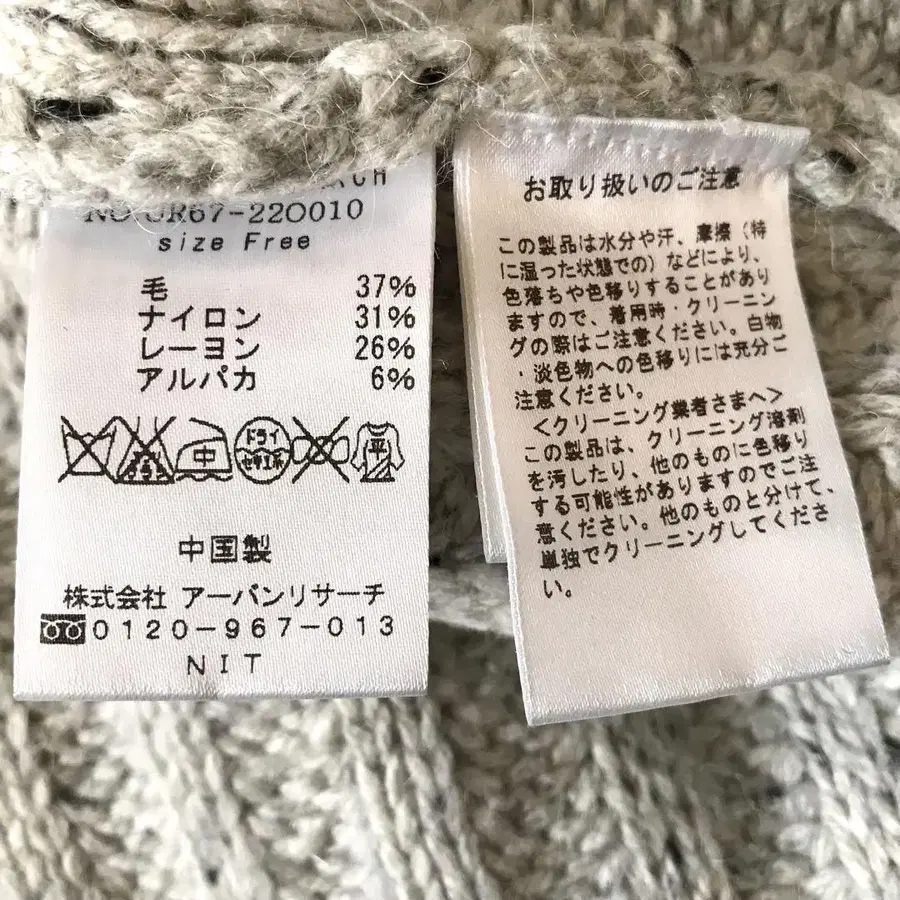 NO UR67-220010
size Free
毛 37%
ナイロン 31%
レーヨン 26%
アルパカ 6%
中
ドライ
セキユ系
平
中国製
株式会社 アーバンリサーチ
0120-967-013
NIT
お取り扱いのご注意
この製品は水分や汗、摩擦（特
に湿った状態での）などにより、
色落ちや色移りすることがあり
ますので、着用時・クリーニン
グの際はご注意ください。白物
・淡色物への色移りには充分ご
注意ください。
<クリーニング業者さまへ>
この製品は、クリーニング溶剤
を汚したり、他のものに色移り
する可能性がありますのでご注
意ください。他のものと分けて、
単独でクリーニングしてくださ
い。